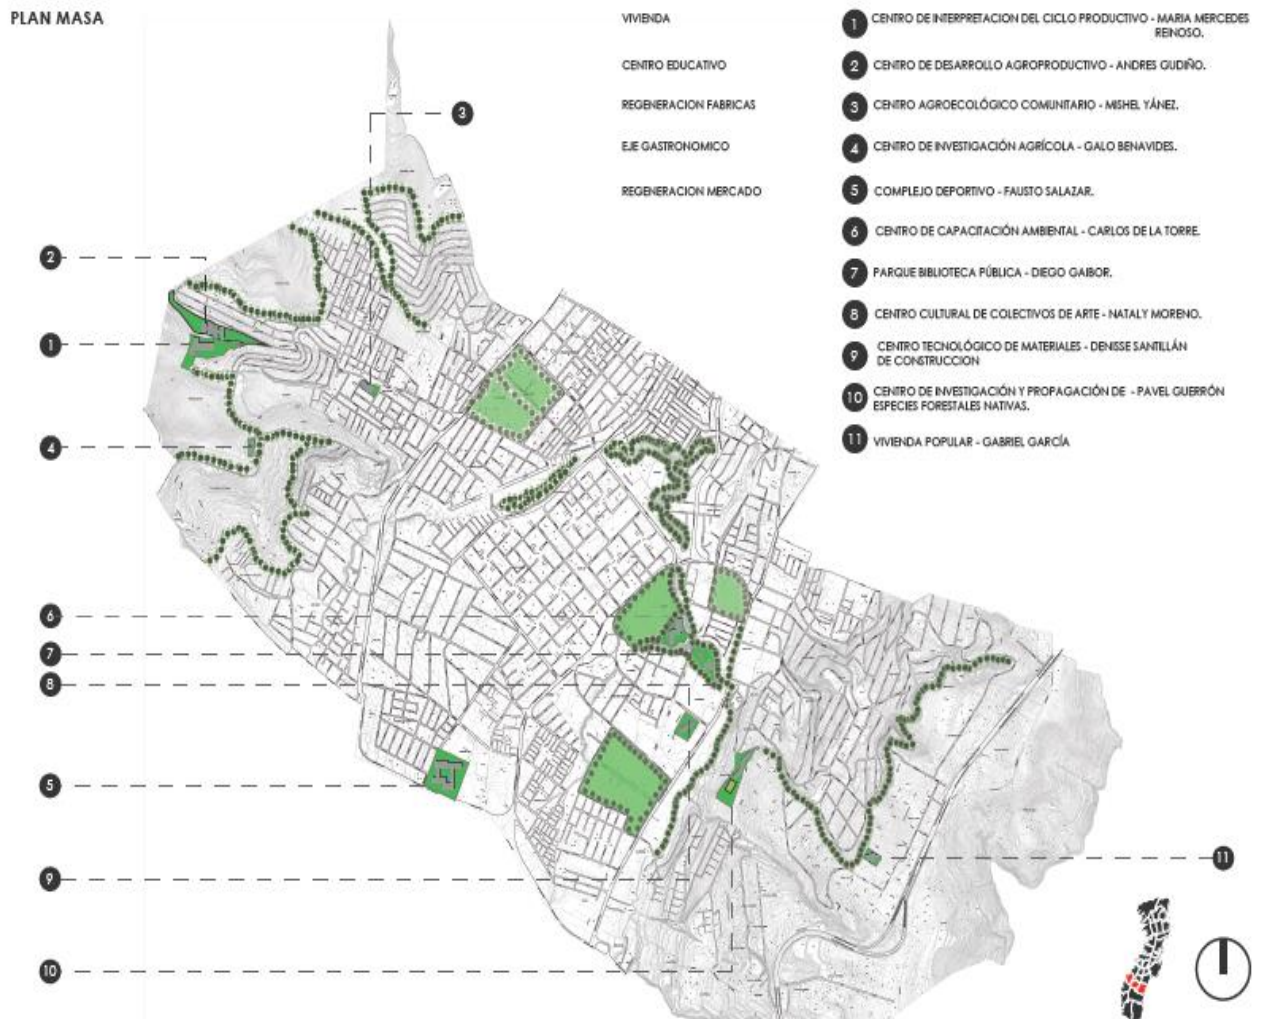 PLAN MASA
VIVIENDA
CENTRO EDUCATIVO
REGENERACION FABRICAS
EJE GASTRONOMICO
REGENERACION MERCADO
1 CENTRO DE INTERPRETACION DEL CICLO PRODUCTIVO - MARIA MERCEDES
REINOSO.
2 CENTRO DE DESARROLLO AGROPRODUCTIVO - ANDRES GUDIÑO.
3 CENTRO AGROECOLÓGICO COMUNITARIO - MISHEL YÁNEZ.
4 CENTRO DE INVESTIGACIÓN AGRÍCOLA - GALO BENAVIDES.
5 COMPLEJO DEPORTIVO - FAUSTO SALAZAR.
6 CENTRO DE CAPACITACIÓN AMBIENTAL - CARLOS DE LA TORRE.
7 PARQUE BIBLIOTECA PÚBLICA - DIEGO GAIBOR.
8 CENTRO CULTURAL DE COLECTIVOS DE ARTE - NATALY MORENO.
9 CENTRO TECNOLÓGICO DE MATERIALES - DENISSE SANTILLÁN
DE CONSTRUCCION
10 CENTRO DE INVESTIGACIÓN Y PROPAGACIÓN DE - PAVEL GUERRÓN
ESPECIES FORESTALES NATIVAS.
11 VIVIENDA POPULAR - GABRIEL GARCÍA
3
2
1
4
6
7
8
5
9
11
10